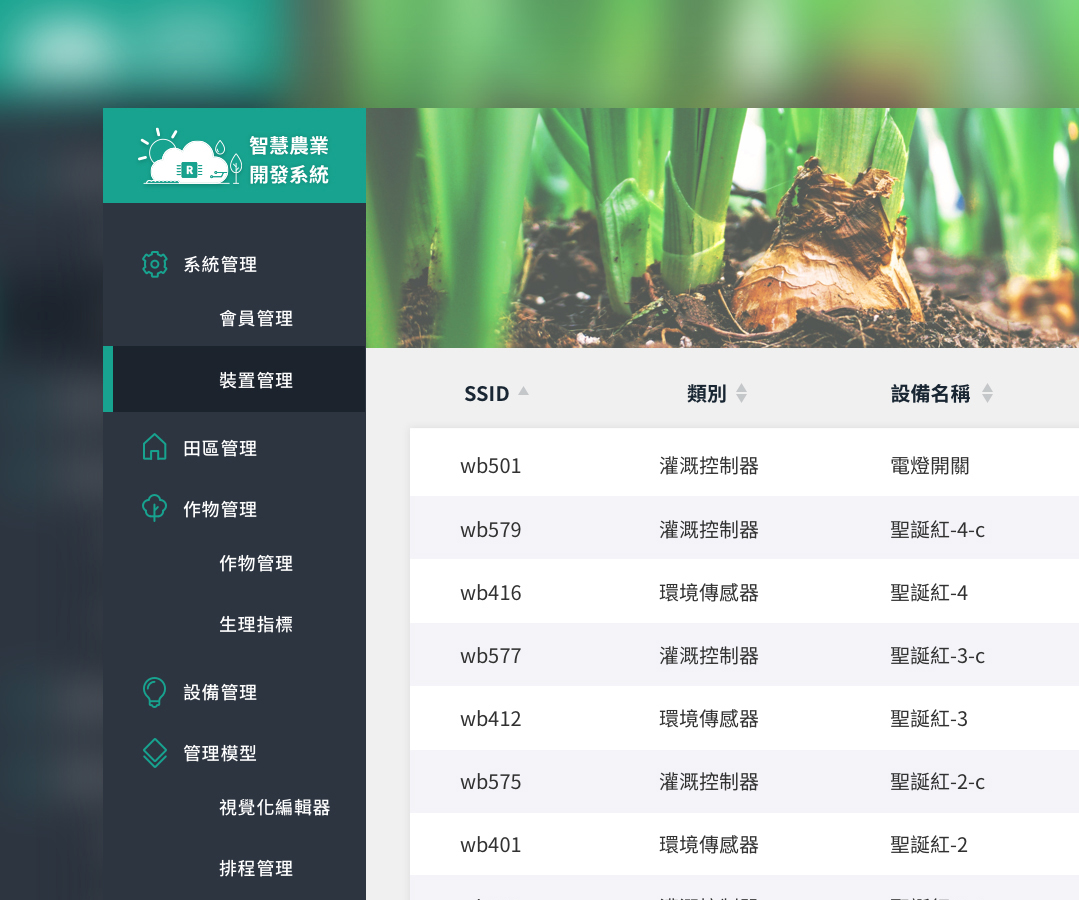 智慧農業
開發系統
R
系統管理
會員管理
裝置管理
田區管理
作物管理
作物管理
生理指標
設備管理
管理模型
視覺化編輯器
排程管理
SSID 類別 設備名稱
wb501 灌溉控制器 電燈開關
wb579 灌溉控制器 聖誕紅-4-c
wb416 環境傳感器 聖誕紅-4
wb577 灌溉控制器 聖誕紅-3-c
wb412 環境傳感器 聖誕紅-3
wb575 灌溉控制器 聖誕紅-2-c
wb401 環境傳感器 聖誕紅-2